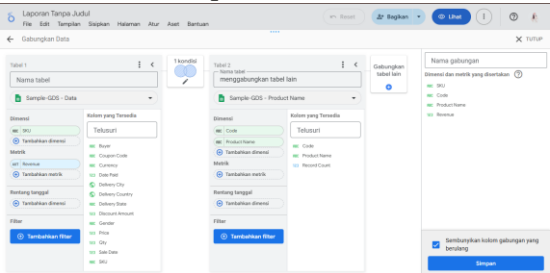 Laporan Tanpa Judul
File Edit Tampilan Sisipkan Halaman Atur Aset Bantuan
Reset
Bagikan
Lihat
Gabungkan Data
TUTUP
Tabel 1
Nama tabel
Sample-GDS - Data
Dimensi
SKU
Tambahkan dimensi
Metrik
Revenue
Tambahkan metrik
Rentang tanggal
Tambahkan dimensi
Filter
Tambahkan filter
Kolom yang Tersedia
Telusuri
Buyer
Coupon Code
Currency
Date Paid
Delivery City
Delivery Country
Delivery State
Discount Amount
Gender
Price
Qty
Sale Date
SKU
1 kondisi
Tabel 2
Nama tabel
menggabungkan tabel lain
Sample-GDS - Product Name
Dimensi
Code
Product Name
Tambahkan dimensi
Metrik
Tambahkan metrik
Rentang tanggal
Tambahkan dimensi
Filter
Tambahkan filter
Kolom yang Tersedia
Telusuri
Code
Product Name
Record Count
Gabungkan
tabel lain
Nama gabungan
Dimensi dan metrik yang disertakan
SKU
Code
Product Name
Revenue
Sembunyikan kolom gabungan yang
berulang
Simpan